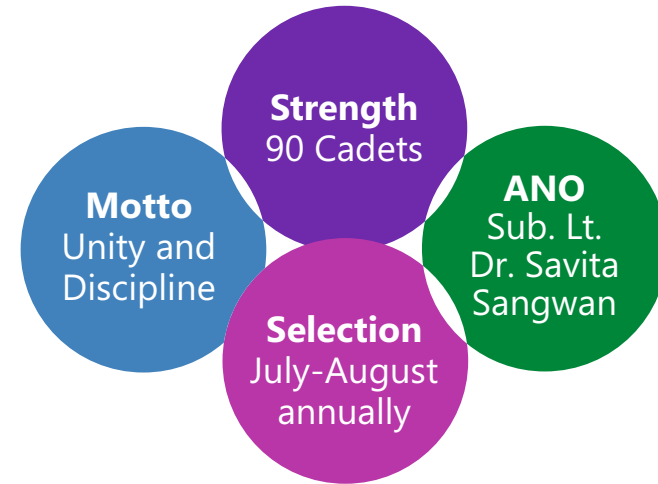 Strength
90 Cadets
Motto
Unity and
Discipline
ANO
Sub. Lt.
Dr. Savita
Sangwan
Selection
July-August
annually